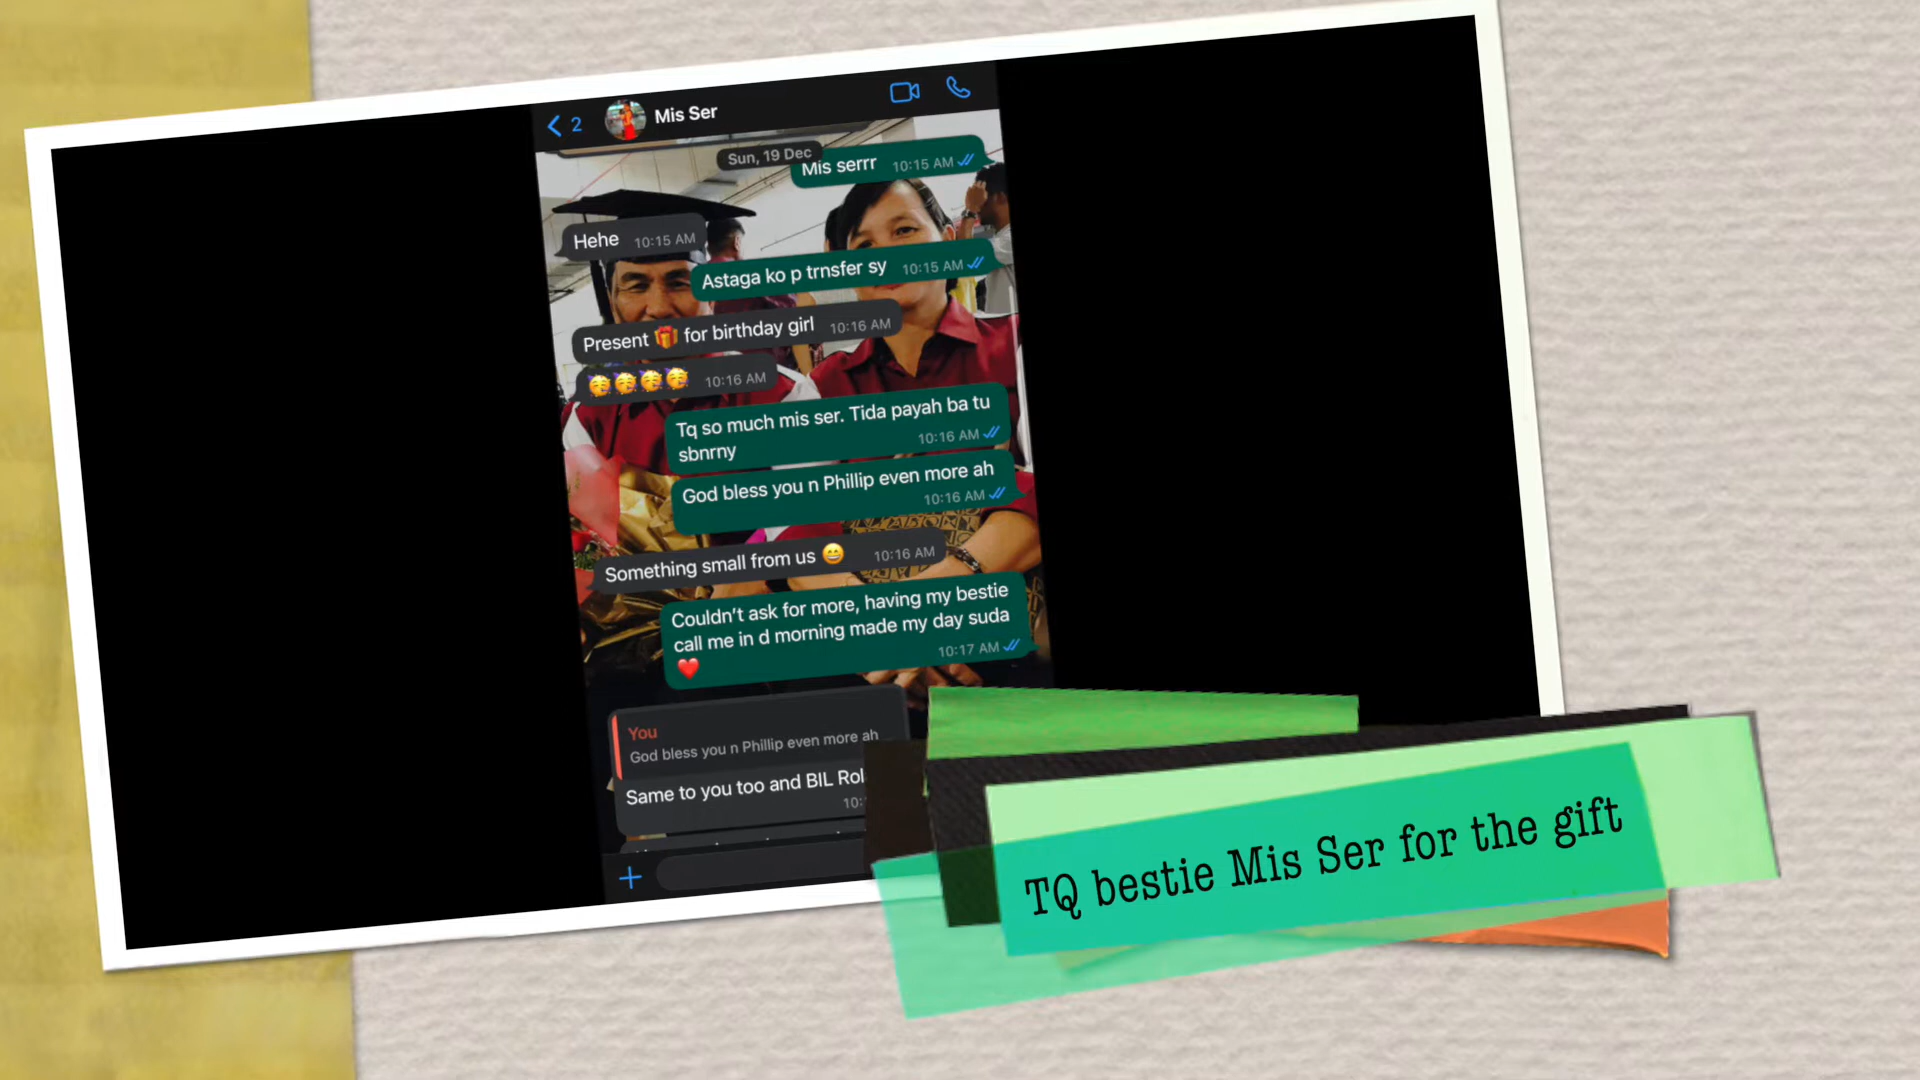 2
Mis Ser
Sun, 19 Dec
Mis serrr 10:15 AM
Hehe 10:15 AM
Astaga ko p trnsfer sy 10:15 AM
Present 🎁 for birthday girl 10:16 AM
🥳🥳🥳🥳 10:16 AM
Tq so much mis ser. Tida payah ba tu
sbnrny 10:16 AM
God bless you n Phillip even more ah
10:16 AM
Something small from us 😄 10:16 AM
Couldn't ask for more, having my bestie
call me in d morning made my day suda
❤️ 10:17 AM
You
God bless you n Phillip even more ah
Same to you too and BIL
10:
TQ bestie Mis Ser for the gift